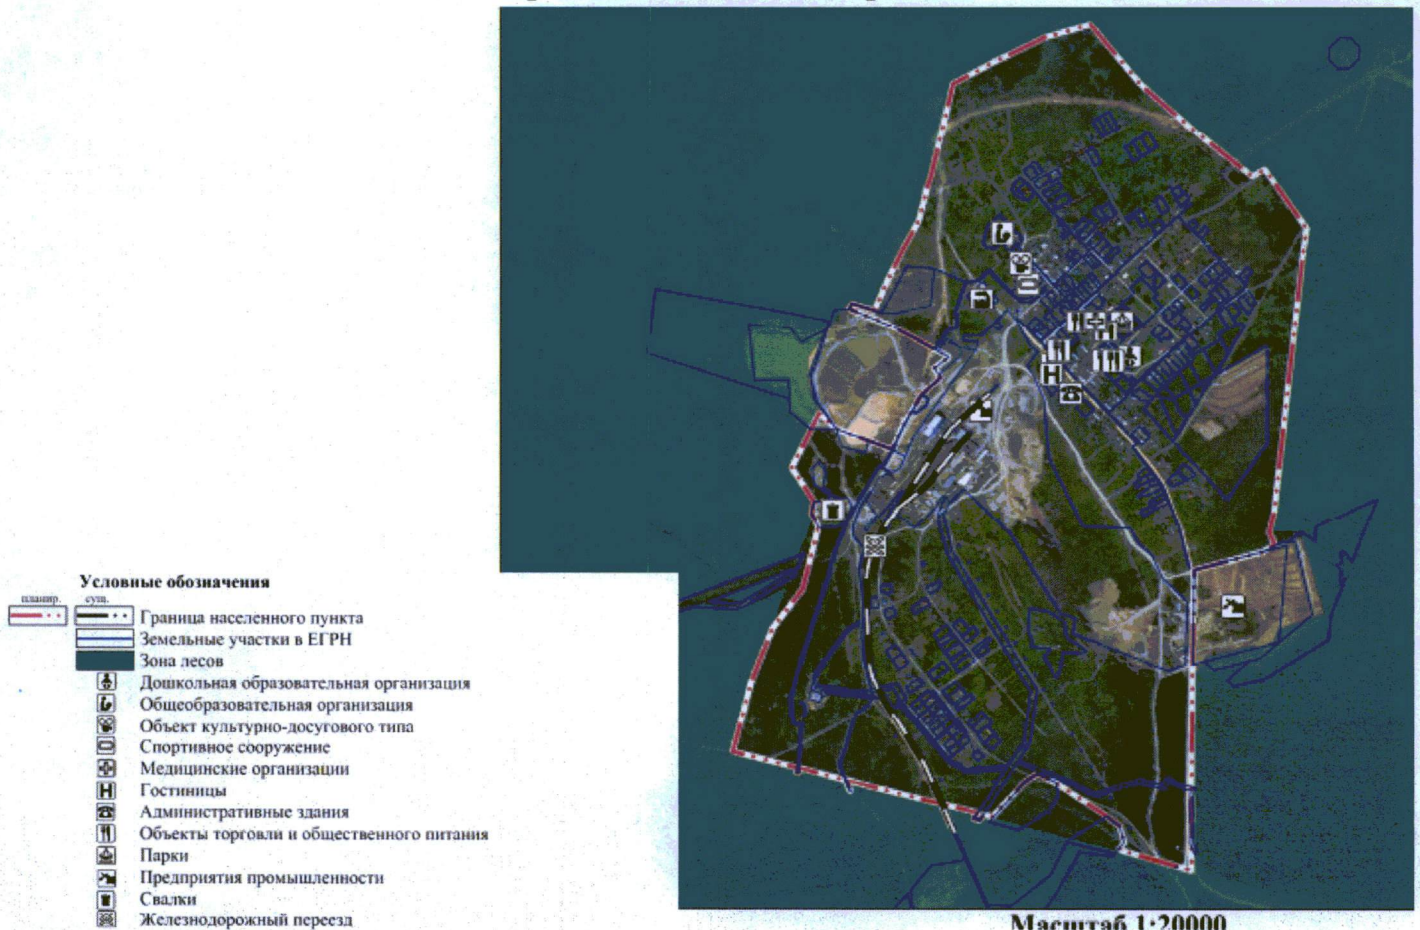 Условные обозначения
планир. сущ.
Граница населенного пункта
Земельные участки в ЕГРН
Зона лесов
Дошкольная образовательная организация
Общеобразовательная организация
Объект культурно-досугового типа
Спортивное сооружение
Медицинские организации
H Гостиницы
Административные здания
Объекты торговли и общественного питания
Парки
Предприятия промышленности
Свалки
Железнодорожный переезд
H
H
Масштаб 1:20000